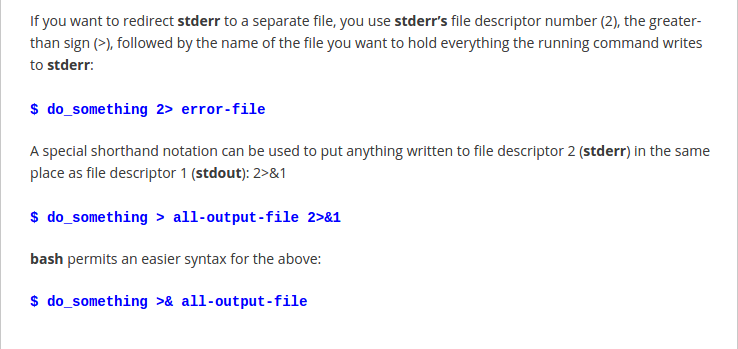 If you want to redirect stderr to a separate file, you use stderr’s file descriptor number (2), the greater-
than sign (>), followed by the name of the file you want to hold everything the running command writes
to stderr:
$ do_something 2> error-file
A special shorthand notation can be used to put anything written to file descriptor 2 (stderr) in the same
place as file descriptor 1 (stdout): 2>&1
$ do_something > all-output-file 2>&1
bash permits an easier syntax for the above:
$ do_something >& all-output-file